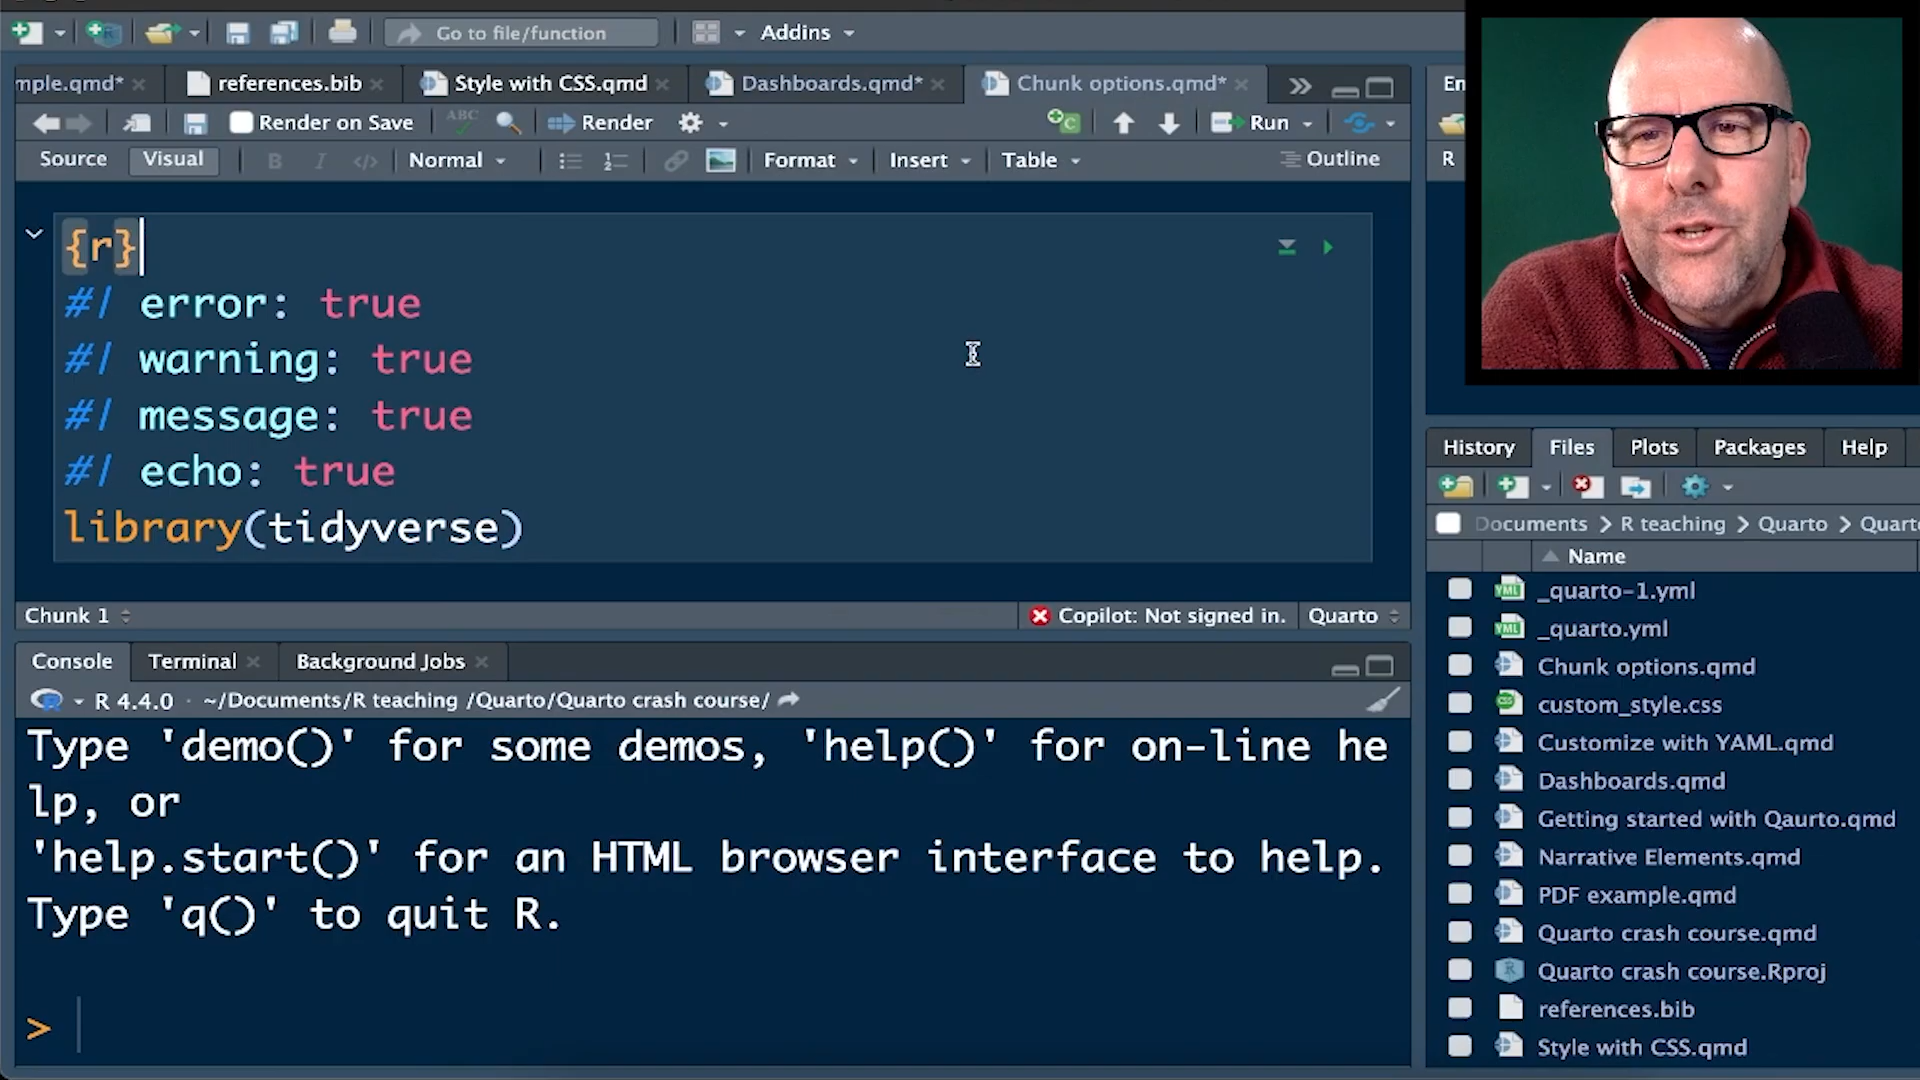 Go to file/function
Addins
mple.qmd*
references.bib
Style with CSS.qmd
Dashboards.qmd*
Chunk options.qmd*
En
Render on Save
ABC
Render
Run
Source
Visual
B
I
</>
Normal
Format
Insert
Table
Outline
R
{r}
#| error: true
#| warning: true
#| message: true
#| echo: true
library(tidyverse)
Chunk 1
Copilot: Not signed in.
Quarto
Console
Terminal
Background Jobs
R 4.4.0 · ~/Documents/R teaching /Quarto/Quarto crash course/
Type 'demo()' for some demos, 'help()' for on-line he
lp, or
'help.start()' for an HTML browser interface to help.
Type 'q()' to quit R.
>
History
Files
Plots
Packages
Help
Documents > R teaching > Quarto > Quart
Name
_quarto-1.yml
_quarto.yml
Chunk options.qmd
custom_style.css
Customize with YAML.qmd
Dashboards.qmd
Getting started with Qaurto.qmd
Narrative Elements.qmd
PDF example.qmd
Quarto crash course.qmd
Quarto crash course.Rproj
references.bib
Style with CSS.qmd